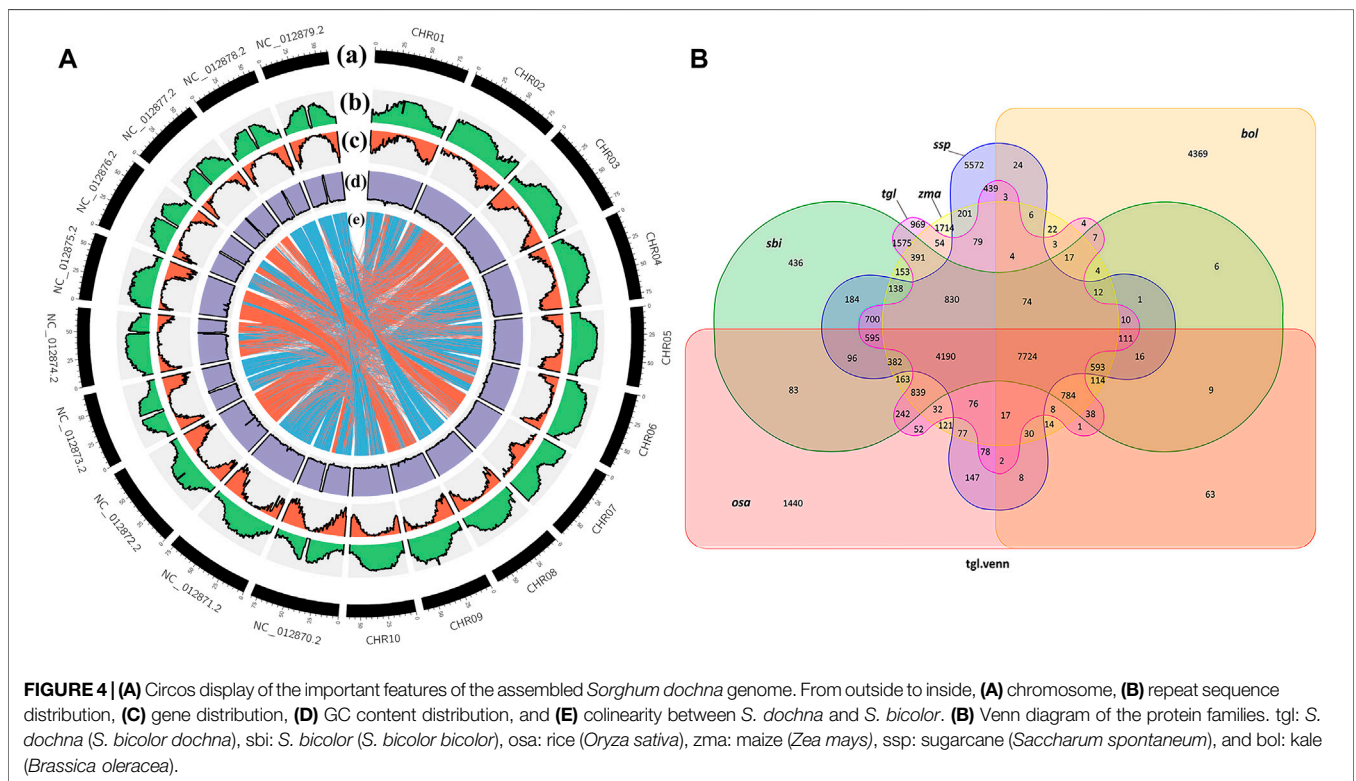 A
(a)
(b)
(c)
(d)
(e)
CHR01
CHR02
CHR03
CHR04
CHR05
CHR06
CHR07
CHR08
CHR09
CHR10
NC_012870.2
NC_012871.2
NC_012872.2
NC_012873.2
NC_012874.2
NC_012875.2
NC_012876.2
NC_012877.2
NC_012878.2
NC_012879.2
B
bol
4369
ssp
5572
24
439
3
tgl
zma
969
1714
201
6
22
4
7
1575
54
79
4
3
17
sbi
436
391
153
138
4
12
6
184
830
74
1
700
10
595
111
96
4190
7724
16
382
593
163
114
83
839
784
9
242
32
76
17
8
38
52
121
77
30
14
1
78
2
147
8
osa
1440
63
tgl.venn
FIGURE 4 | (A) Circos display of the important features of the assembled Sorghum dochna genome. From outside to inside, (A) chromosome, (B) repeat sequence
distribution, (C) gene distribution, (D) GC content distribution, and (E) colinearity between S. dochna and S. bicolor. (B) Venn diagram of the protein families. tgl: S.
dochna (S. bicolor dochna), sbi: S. bicolor (S. bicolor bicolor), osa: rice (Oryza sativa), zma: maize (Zea mays), ssp: sugarcane (Saccharum spontaneum), and bol: kale
(Brassica oleracea).